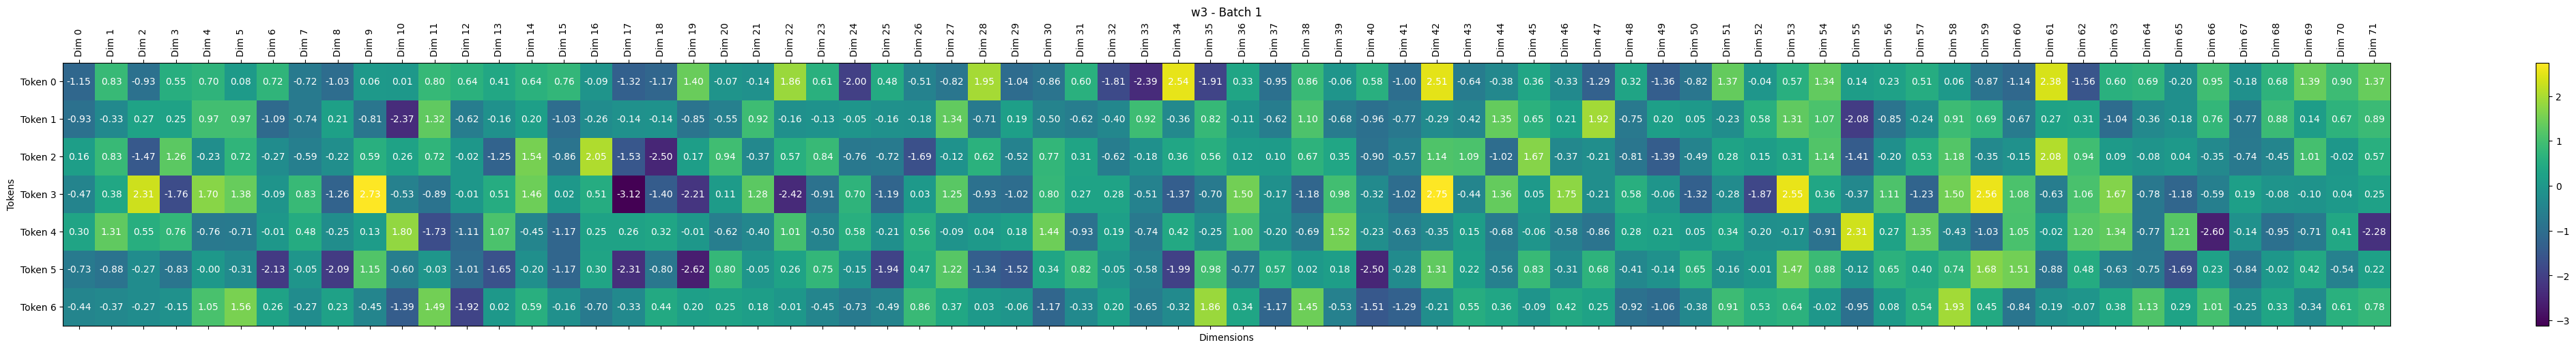 w3 - Batch 1
Dim 0 Dim 1 Dim 2 Dim 3 Dim 4 Dim 5 Dim 6 Dim 7 Dim 8 Dim 9 Dim 10 Dim 11 Dim 12 Dim 13 Dim 14 Dim 15 Dim 16 Dim 17 Dim 18 Dim 19 Dim 20 Dim 21 Dim 22 Dim 23 Dim 24 Dim 25 Dim 26 Dim 27 Dim 28 Dim 29 Dim 30 Dim 31 Dim 32 Dim 33 Dim 34 Dim 35 Dim 36 Dim 37 Dim 38 Dim 39 Dim 40 Dim 41 Dim 42 Dim 43 Dim 44 Dim 45 Dim 46 Dim 47 Dim 48 Dim 49 Dim 50 Dim 51 Dim 52 Dim 53 Dim 54 Dim 55 Dim 56 Dim 57 Dim 58 Dim 59 Dim 60 Dim 61 Dim 62 Dim 63 Dim 64 Dim 65 Dim 66 Dim 67 Dim 68 Dim 69 Dim 70 Dim 71
Token 0 -1.15 0.83 -0.93 0.55 0.70 0.08 0.72 -0.72 -1.03 0.06 0.01 0.80 0.64 0.41 0.64 0.76 -0.09 -1.32 -1.17 1.40 -0.07 -0.14 1.86 0.61 -2.00 0.48 -0.51 -0.82 1.95 -1.04 -0.86 0.60 -1.81 -2.39 2.54 -1.91 0.33 -0.95 0.86 -0.06 0.58 -1.00 2.51 -0.64 -0.38 0.36 -0.33 -1.29 0.32 -1.36 -0.82 1.37 -0.04 0.57 1.34 0.14 0.23 0.51 0.06 -0.87 -1.14 2.38 -1.56 0.60 0.69 -0.20 0.95 -0.18 0.68 1.39 0.90 1.37
Token 1 -0.93 -0.33 0.27 0.25 0.97 0.97 -1.09 -0.74 0.21 -0.81 -2.37 1.32 -0.62 -0.16 0.20 -1.03 -0.26 -0.14 -0.14 -0.85 -0.55 0.92 -0.16 -0.13 -0.05 -0.16 -0.18 1.34 -0.71 0.19 -0.50 -0.62 -0.40 0.92 -0.36 0.82 -0.11 -0.62 1.10 -0.68 -0.96 -0.77 -0.29 -0.42 1.35 0.65 0.21 1.92 -0.75 0.20 0.05 -0.23 0.58 1.31 1.07 -2.08 -0.85 -0.24 0.91 0.69 -0.67 0.27 0.31 -1.04 -0.36 -0.18 0.76 -0.77 0.88 0.14 0.67 0.89
Token 2 0.16 0.83 -1.47 1.26 -0.23 0.72 -0.27 -0.59 -0.22 0.59 0.26 0.72 -0.02 -1.25 1.54 -0.86 2.05 -1.53 -2.50 0.17 0.94 -0.37 0.57 0.84 -0.76 -0.72 -1.69 -0.12 0.62 -0.52 0.77 0.31 -0.62 -0.18 0.36 0.56 0.12 0.10 0.67 0.35 -0.90 -0.57 1.14 1.09 -1.02 1.67 -0.37 -0.21 -0.81 -1.39 -0.49 0.28 0.15 0.31 1.14 -1.41 -0.20 0.53 1.18 -0.35 -0.15 2.08 0.94 0.09 -0.08 0.04 -0.35 -0.74 -0.45 1.01 -0.02 0.57
Token 3 -0.47 0.38 2.31 -1.76 1.70 1.38 -0.09 0.83 -1.26 2.73 -0.53 -0.89 -0.01 0.51 1.46 0.02 0.51 -3.12 -1.40 -2.21 0.11 1.28 -2.42 -0.91 0.70 -1.19 0.03 1.25 -0.93 -1.02 0.80 0.27 0.28 -0.51 -1.37 -0.70 1.50 -0.17 -1.18 0.98 -0.32 -1.02 2.75 -0.44 1.36 0.05 1.75 -0.21 0.58 -0.06 -1.32 -0.28 -1.87 2.55 0.36 -0.37 1.11 -1.23 1.50 2.56 1.08 -0.63 1.06 1.67 -0.78 -1.18 -0.59 0.19 -0.08 -0.10 0.04 0.25
Token 4 0.30 1.31 0.55 0.76 -0.76 -0.71 -0.01 0.48 -0.25 0.13 1.80 -1.73 -1.11 1.07 -0.45 -1.17 0.25 0.26 0.32 -0.01 -0.62 -0.40 1.01 -0.50 0.58 -0.21 0.56 -0.09 0.04 0.18 1.44 -0.93 0.19 -0.74 0.42 0.25 1.00 -0.20 -0.69 1.52 -0.23 -0.63 -0.35 0.15 -0.68 -0.06 -0.58 -0.86 0.28 0.21 0.05 0.34 -0.20 -0.17 -0.91 2.31 0.27 1.35 -0.43 -1.03 1.05 -0.02 1.20 1.34 -0.77 1.21 -2.60 -0.14 -0.95 -0.71 0.41 -2.28
Token 5 -0.73 -0.88 -0.27 -0.83 -0.00 -0.31 -2.13 -0.05 -2.09 1.15 -0.60 -0.03 -1.01 -1.65 -0.20 -1.17 0.30 -2.31 -0.80 -2.62 0.80 -0.05 0.26 0.75 -0.15 -1.94 0.47 1.22 -1.34 -1.52 0.34 0.82 -0.05 -0.58 -1.99 0.98 -0.77 0.57 0.02 0.18 -2.50 -0.28 1.31 0.22 -0.56 0.83 -0.31 0.68 -0.41 -0.14 0.65 -0.16 -0.01 1.47 0.88 -0.12 0.65 0.40 0.74 1.68 1.51 -0.88 0.48 -0.63 -0.75 -1.69 0.23 -0.84 -0.02 0.42 -0.54 0.22
Token 6 -0.44 -0.37 -0.27 -0.15 1.05 1.56 0.26 -0.27 0.23 -0.45 -1.39 1.49 -1.92 0.02 0.59 -0.16 -0.70 -0.33 0.44 0.20 0.25 0.18 -0.01 -0.45 -0.73 -0.49 0.86 0.37 0.03 -0.06 -1.17 -0.33 0.20 -0.65 -0.32 1.86 0.34 -1.17 1.45 -0.53 -1.51 -1.29 -0.21 0.55 0.36 -0.09 0.42 0.25 -0.92 -1.06 -0.38 0.91 0.53 0.64 -0.02 -0.95 0.08 0.54 1.93 0.45 -0.84 -0.19 -0.07 0.38 1.13 0.29 1.01 -0.25 0.33 -0.34 0.61 0.78
Tokens
Dimensions
2
1
0
−1
−2
−3